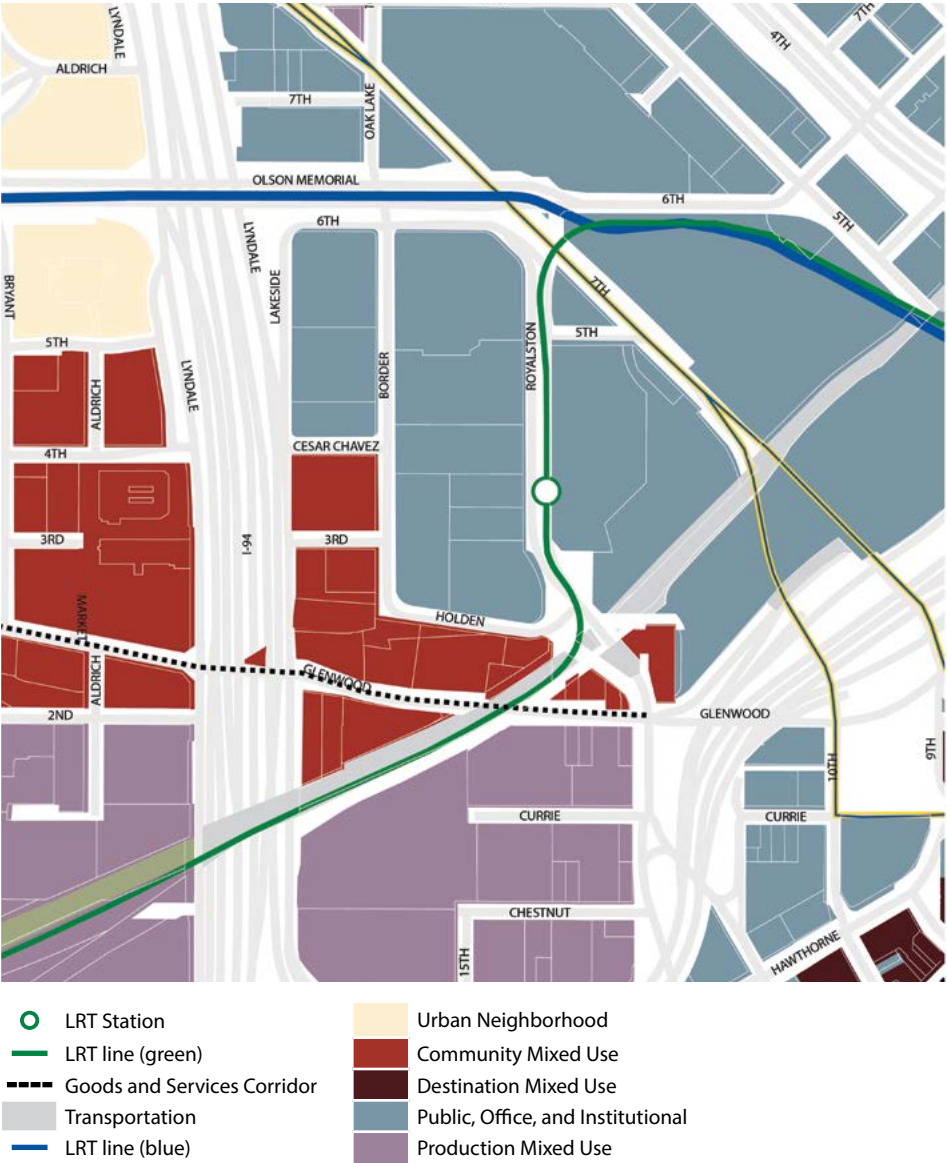 LYNDALE
ALDRICH
7TH
OAK LAKE
4TH
7TH
OLSON MEMORIAL
6TH
5TH
6TH
LYNDALE
LAKESIDE
BRYANT
7TH
5TH
ROYALSTON
5TH
BORDER
LYNDALE
ALDRICH
CESAR CHAVEZ
4TH
3RD
I-94
3RD
MARKET
HOLDEN
ALDRICH
GLENWOOD
2ND
GLENWOOD
10TH
9TH
CURRIE
CURRIE
CHESTNUT
15TH
HAWTHORNE
LRT Station
LRT line (green)
Goods and Services Corridor
Transportation
LRT line (blue)
Urban Neighborhood
Community Mixed Use
Destination Mixed Use
Public, Office, and Institutional
Production Mixed Use